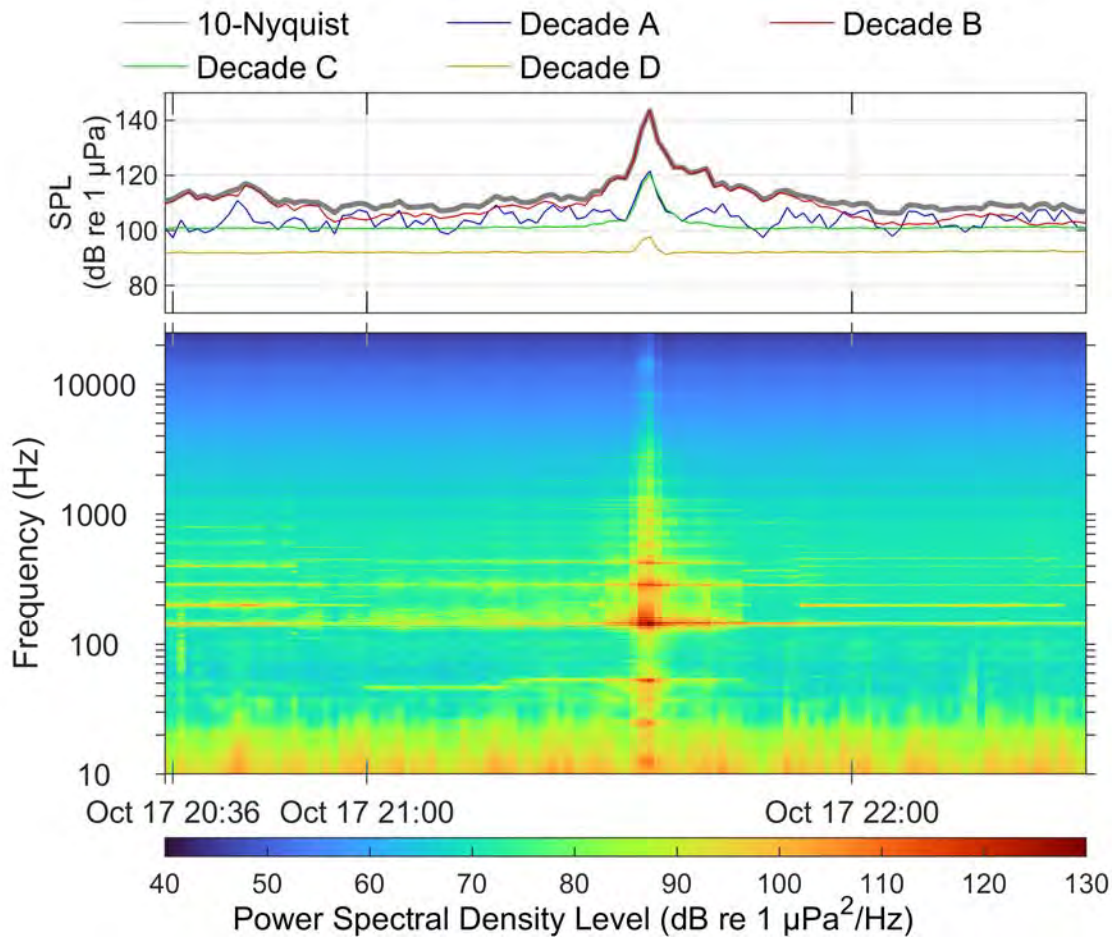 10-Nyquist Decade A Decade B
Decade C Decade D
SPL
(dB re 1 µPa)
140
120
100
80
Frequency (Hz)
10000
1000
100
10
Oct 17 20:36 Oct 17 21:00 Oct 17 22:00
40 50 60 70 80 90 100 110 120 130
Power Spectral Density Level (dB re 1 µPa²/Hz)